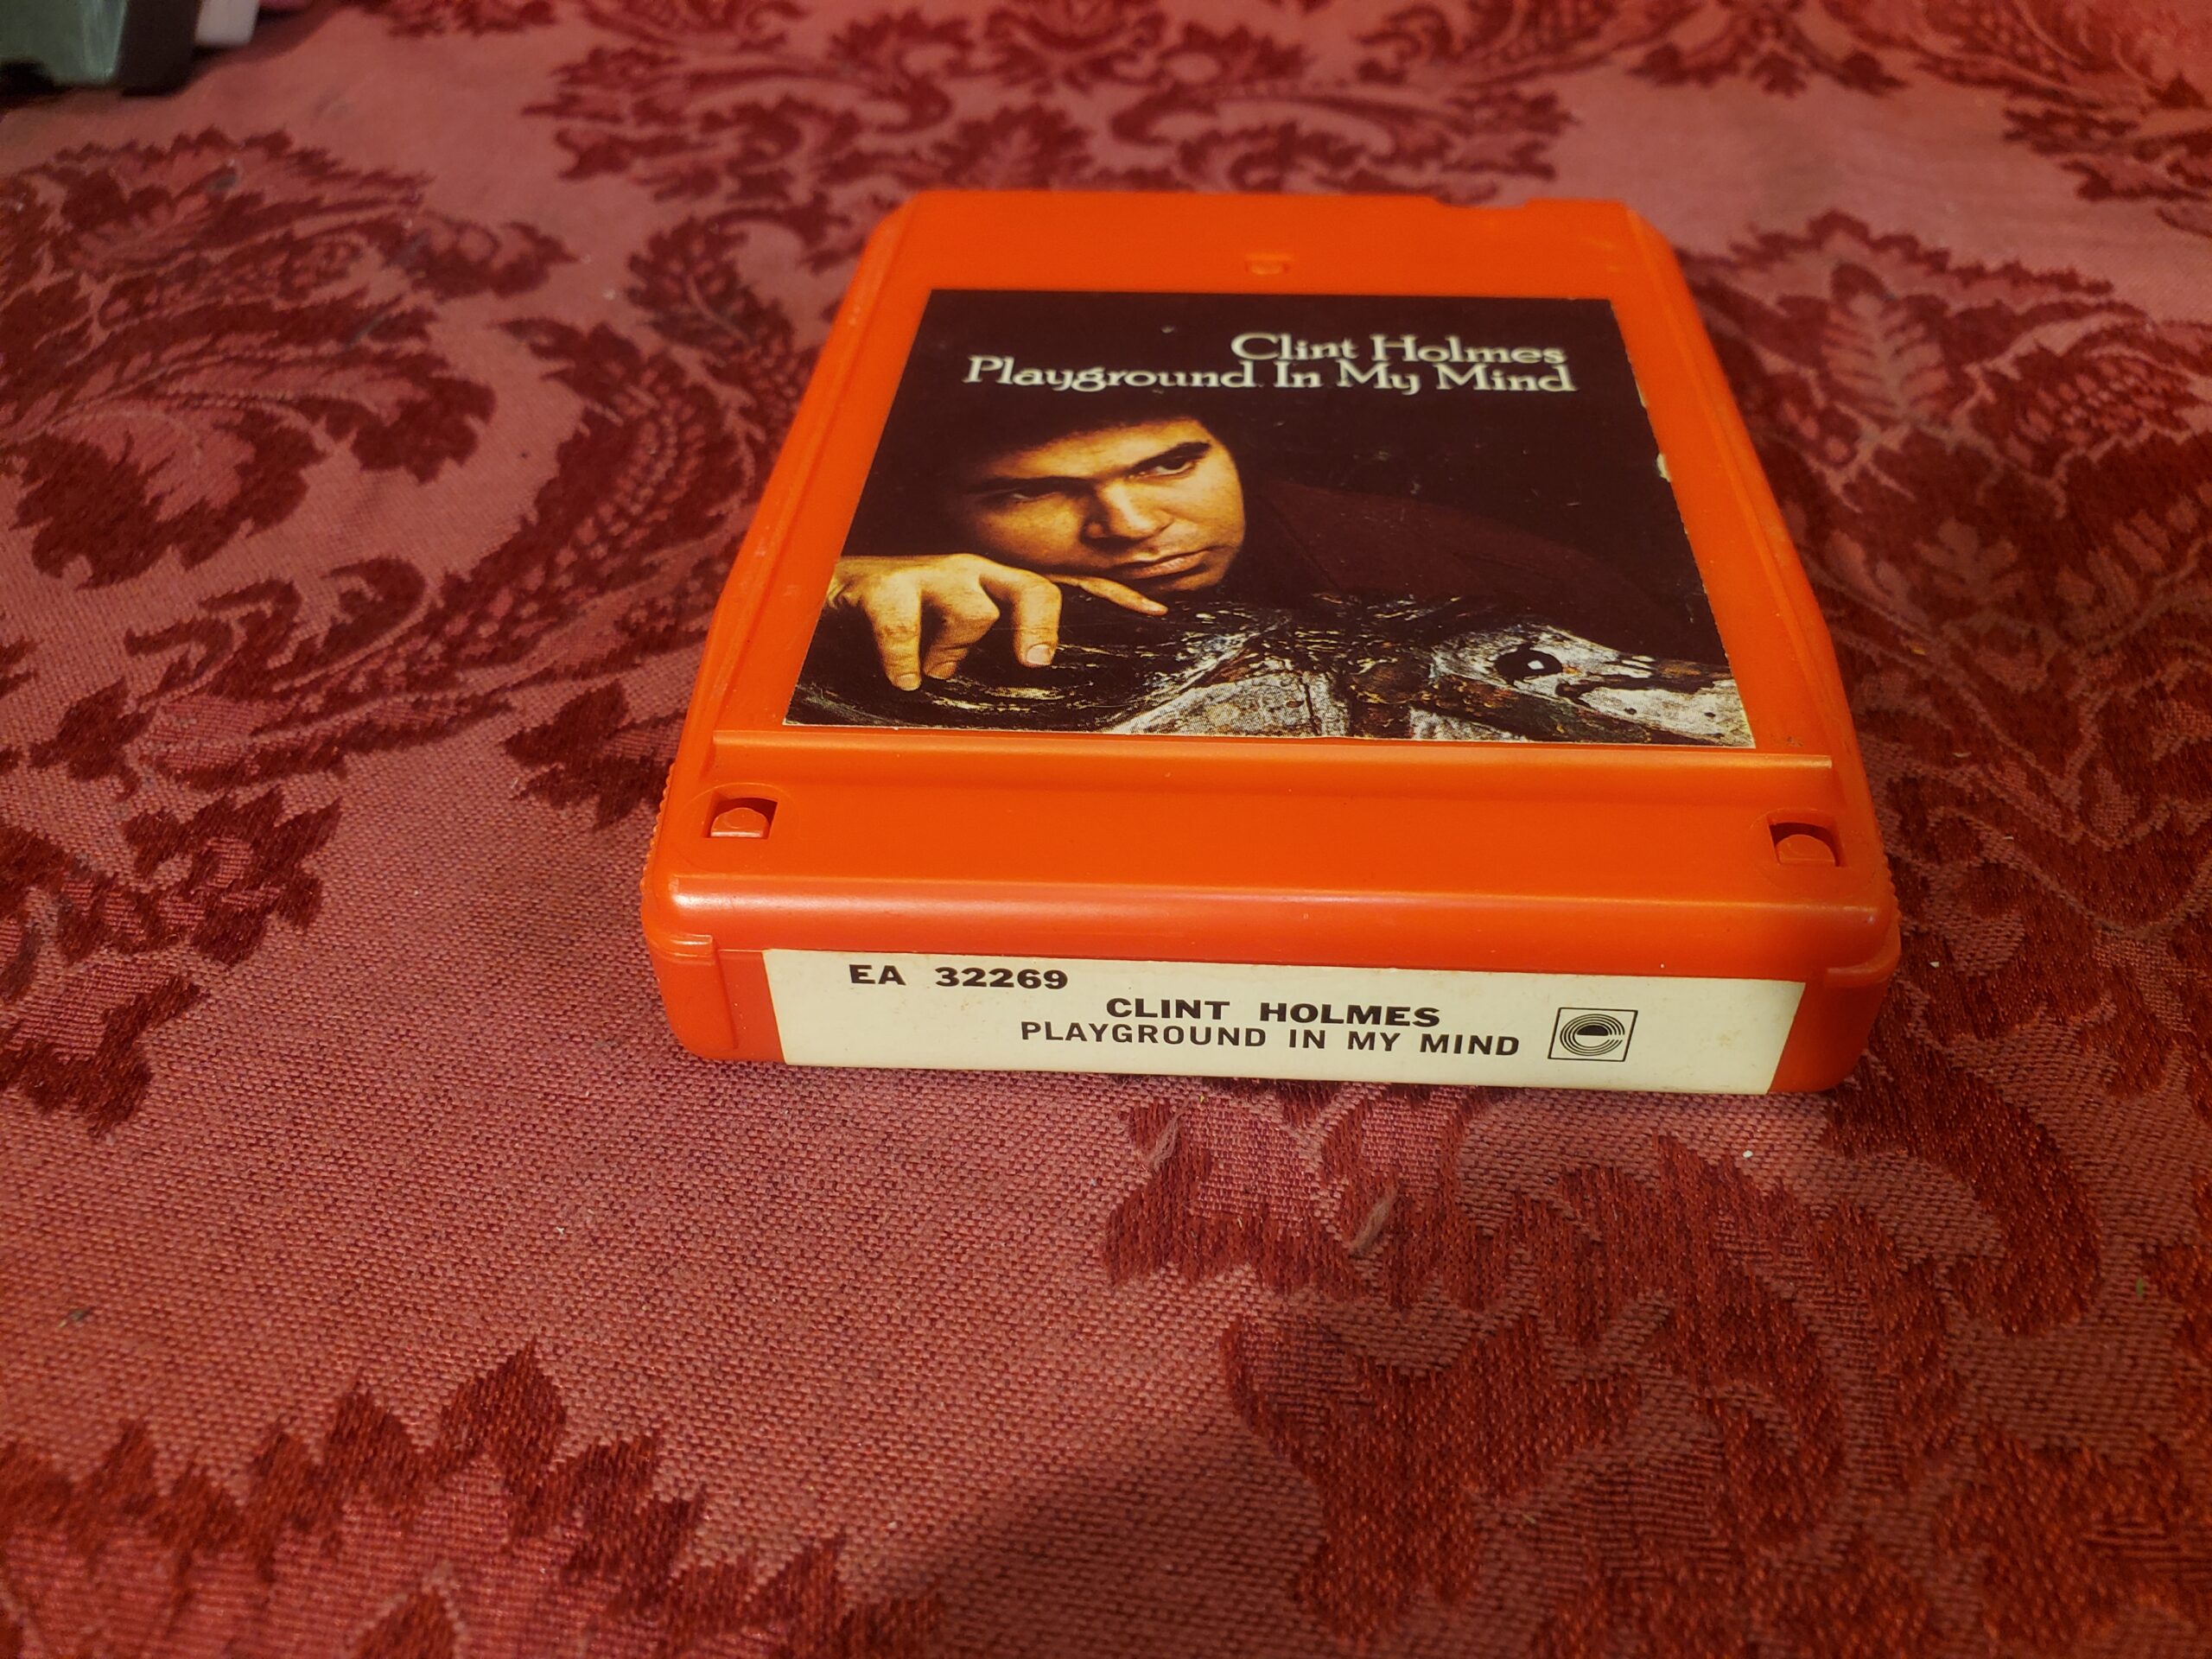 Clint Holmes
Playground In My Mind
EA 32269
CLINT HOLMES
PLAYGROUND IN MY MIND